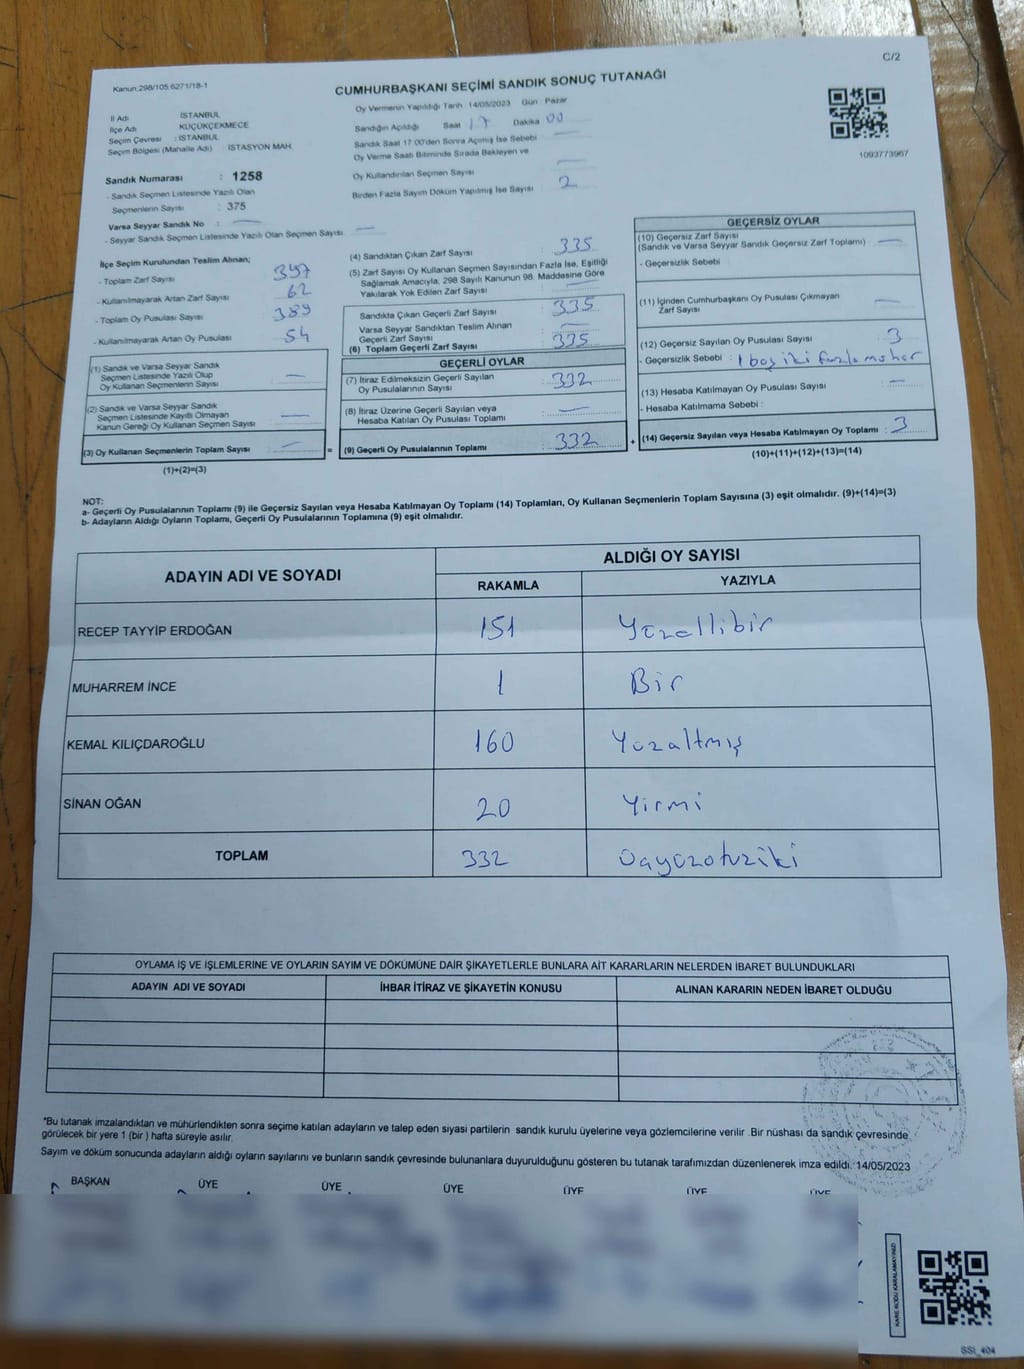 C/2
Kanun:298/105,6271/18-1
CUMHURBAŞKANI SEÇİMİ SANDIK SONUÇ TUTANAĞI
İl Adı İSTANBUL
İlçe Adı KÜÇÜKÇEKMECE
Seçim Çevresi : İSTANBUL
Seçim Bölgesi (Mahalle Adı) İSTASYON MAH.
Sandık Numarası : 1258
- Sandık Seçmen Listesinde Yazılı Olan
Seçmenlerin Sayısı : 375
Varsa Seyyar Sandık No :
- Seyyar Sandık Seçmen Listesinde Yazılı Olan Seçmen Sayısı:
Oy Vermenin Yapıldığı Tarih 14/05/2023 Gün Pazar
Sandığın Açıldığı Saat 17 Dakika 00
Sandık Saat 17:00'den Sonra Açılmış İse Sebebi
Oy Verme Saati Bitiminde Sırada Bekleyen ve
Oy Kullandırılan Seçmen Sayısı
Birden Fazla Sayım Döküm Yapılmış İse Sayısı 2
1093773967
İlçe Seçim Kurulundan Teslim Alınan;
- Toplam Zarf Sayısı 397
- Kullanılmayarak Artan Zarf Sayısı 62
- Toplam Oy Pusulası Sayısı 389
- Kullanılmayarak Artan Oy Pusulası 54
(1) Sandık ve Varsa Seyyar Sandık
Seçmen Listesinde Yazılı Olup
Oy Kullanan Seçmenlerin Sayısı
(2) Sandık ve Varsa Seyyar Sandık
Seçmen Listesinde Kayıtlı Olmayan
Kanun Gereği Oy Kullanan Seçmen Sayısı
(3) Oy Kullanan Seçmenlerin Toplam Sayısı
(1)+(2)=(3)
(4) Sandıktan Çıkan Zarf Sayısı 335
(5) Zarf Sayısı Oy Kullanan Seçmen Sayısından Fazla İse, Eşitliği
Sağlamak Amacıyla, 298 Sayılı Kanunun 98. Maddesine Göre
Yakılarak Yok Edilen Zarf Sayısı
Sandıkta Çıkan Geçerli Zarf Sayısı 335
Varsa Seyyar Sandıktan Teslim Alınan
Geçerli Zarf Sayısı
(6) Toplam Geçerli Zarf Sayısı 335
GEÇERLİ OYLAR
(7) İtiraz Edilmeksizin Geçerli Sayılan
Oy Pusulalarının Sayısı 332
(8) İtiraz Üzerine Geçerli Sayılan veya
Hesaba Katılan Oy Pusulası Toplamı
= (9) Geçerli Oy Pusulalarının Toplamı 332
GEÇERSİZ OYLAR
(10) Geçersiz Zarf Sayısı
(Sandık ve Varsa Seyyar Sandık Geçersiz Zarf Toplamı)
- Geçersizlik Sebebi
(11) İçinden Cumhurbaşkanı Oy Pusulası Çıkmayan
Zarf Sayısı
(12) Geçersiz Sayılan Oy Pusulası Sayısı 3
- Geçersizlik Sebebi : 1 boş iki fazla mühür
(13) Hesaba Katılmayan Oy Pusulası Sayısı
- Hesaba Katılmama Sebebi :
+ (14) Geçersiz Sayılan veya Hesaba Katılmayan Oy Toplamı : 3
(10)+(11)+(12)+(13)=(14)
NOT:
a- Geçerli Oy Pusulalarının Toplamı (9) ile Geçersiz Sayılan veya Hesaba Katılmayan Oy Toplamı (14) Toplamları, Oy Kullanan Seçmenlerin Toplam Sayısına (3) eşit olmalıdır. (9)+(14)=(3)
b- Adayların Aldığı Oyların Toplamı, Geçerli Oy Pusulalarının Toplamına (9) eşit olmalıdır.
ADAYIN ADI VE SOYADI ALDIĞI OY SAYISI
RAKAMLA YAZIYLA
RECEP TAYYİP ERDOĞAN 151 Yüzellibir
MUHARREM İNCE 1 Bir
KEMAL KILIÇDAROĞLU 160 Yüzaltmış
SİNAN OĞAN 20 Yirmi
TOPLAM 332 Üçyüzotuziki
OYLAMA İŞ VE İŞLEMLERİNE VE OYLARIN SAYIM VE DÖKÜMÜNE DAİR ŞİKAYETLERLE BUNLARA AİT KARARLARIN NELERDEN İBARET BULUNDUKLARI
ADAYIN ADI VE SOYADI İHBAR İTİRAZ VE ŞİKAYETİN KONUSU ALINAN KARARIN NEDEN İBARET OLDUĞU
*Bu tutanak imzalandıktan ve mühürlendikten sonra seçime katılan adayların ve talep eden siyasi partilerin sandık kurulu üyelerine veya gözlemcilerine verilir .Bir nüshası da sandık çevresinde
görülecek bir yere 1 (bir ) hafta süreyle asılır.
Sayım ve döküm sonucunda adayların aldığı oyların sayılarını ve bunların sandık çevresinde bulunanlara duyurulduğunu gösteren bu tutanak tarafımızdan düzenlenerek imza edildi. 14/05/2023
BAŞKAN ÜYE ÜYE ÜYE ÜYE ÜYE ÜYE
KARE KODU KARALAMAYINIZ!
SSI_404